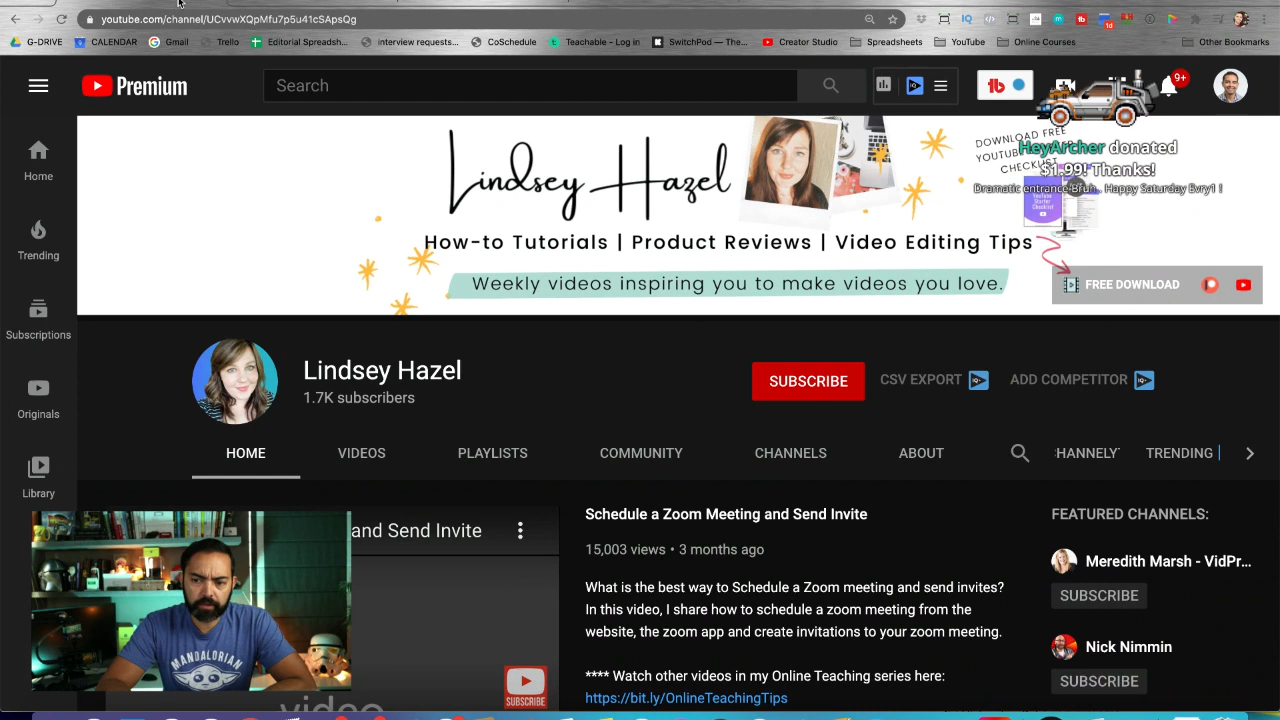 youtube.com/channel/UCvvwXQpMfu7p5u41cSApsQg
G-DRIVE CALENDAR Gmail Trello Editorial Spreadsh... interview requests... CoSchedule Teachable - Log in SwitchPod — The... Creator Studio Spreadsheets YouTube Online Courses Other Bookmarks
Premium
Search
9+
Home
Trending
Subscriptions
Originals
Library
Lindsey Hazel
How-to Tutorials | Product Reviews | Video Editing Tips
Weekly videos inspiring you to make videos you love.
DOWNLOAD FREE
CHECKLIST
HeyArcher donated
$1.99! Thanks!
Dramatic entrance Bruh.. Happy Saturday Evry1 !
FREE DOWNLOAD
Lindsey Hazel
1.7K subscribers
SUBSCRIBE
CSV EXPORT
ADD COMPETITOR
HOME VIDEOS PLAYLISTS COMMUNITY CHANNELS ABOUT HANNELY TRENDING
and Send Invite
SUBSCRIBE
MANDALORIAN
Schedule a Zoom Meeting and Send Invite
15,003 views • 3 months ago
What is the best way to Schedule a Zoom meeting and send invites?
In this video, I share how to schedule a zoom meeting from the
website, the zoom app and create invitations to your zoom meeting.
**** Watch other videos in my Online Teaching series here:
https://bit.ly/OnlineTeachingTips
FEATURED CHANNELS:
Meredith Marsh - VidPr...
SUBSCRIBE
Nick Nimmin
SUBSCRIBE